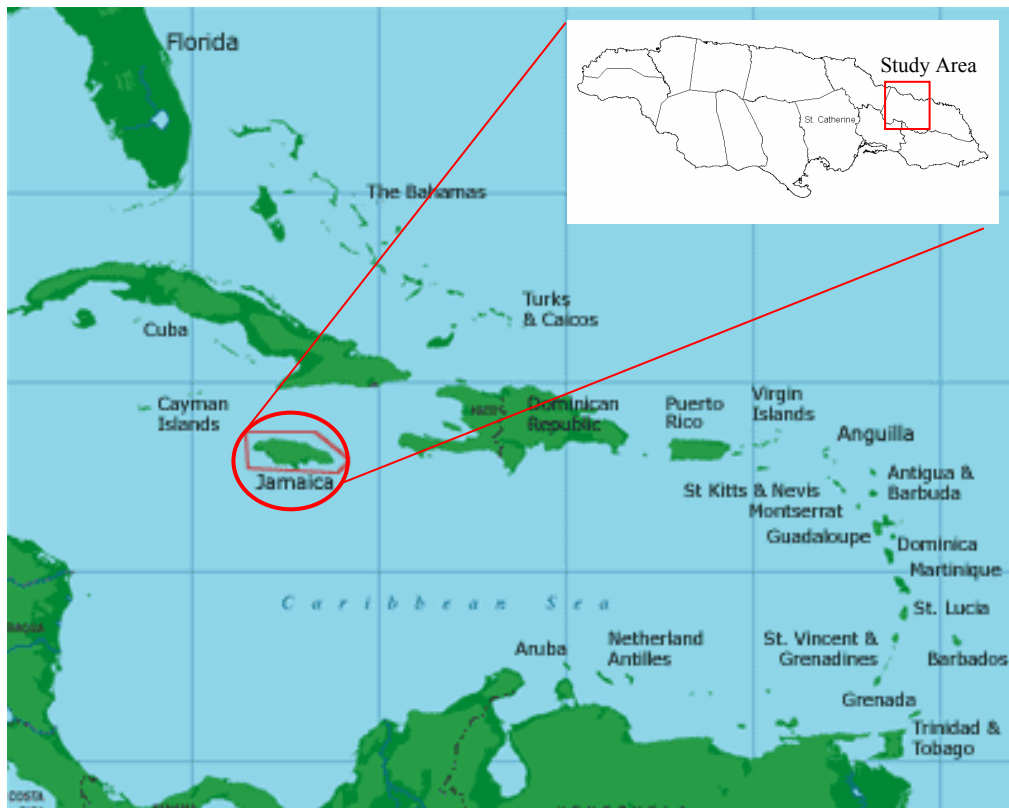 Florida
Study Area
St. Catherine
The Bahamas
Turks
& Caicos
Cuba
Cayman
Islands
Dominican
Republic
Puerto
Rico
Virgin
Islands
Anguilla
Jamaica
Antigua &
Barbuda
St Kitts & Nevis
Montserrat
Guadaloupe
Dominica
Martinique
Caribbean Sea
St. Lucia
Aruba
Netherland
Antilles
St. Vincent &
Grenadines
Barbados
Grenada
Trinidad &
Tobago
COSTA